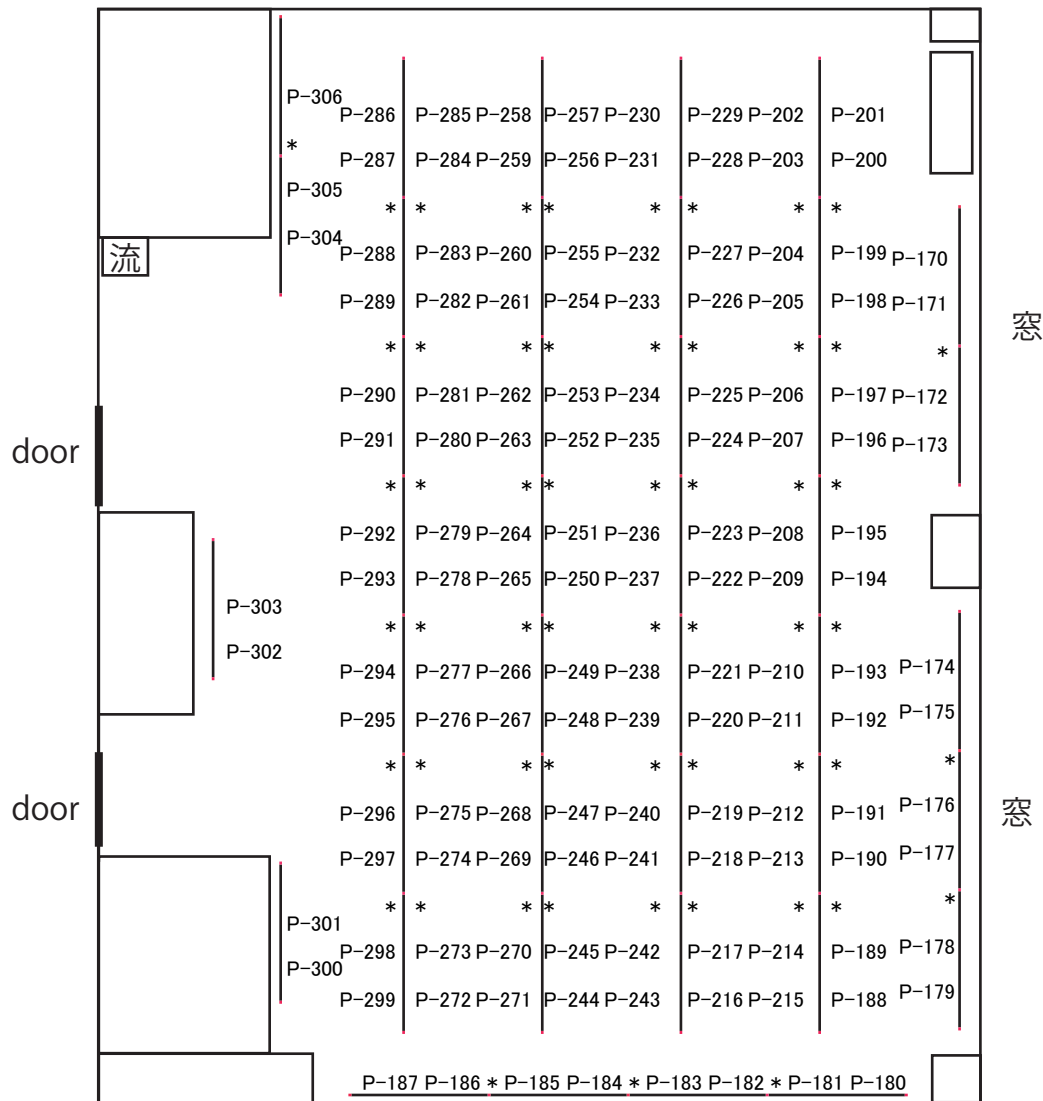 P-306
P-286 P-285 P-258 P-257 P-230 P-229 P-202 P-201
*
P-287 P-284 P-259 P-256 P-231 P-228 P-203 P-200
P-305
* * * * * * * *
P-304
流
P-288 P-283 P-260 P-255 P-232 P-227 P-204 P-199 P-170
P-289 P-282 P-261 P-254 P-233 P-226 P-205 P-198 P-171
窓
* * * * * * * * *
P-290 P-281 P-262 P-253 P-234 P-225 P-206 P-197 P-172
P-291 P-280 P-263 P-252 P-235 P-224 P-207 P-196 P-173
door
* * * * * * * *
P-292 P-279 P-264 P-251 P-236 P-223 P-208 P-195
P-293 P-278 P-265 P-250 P-237 P-222 P-209 P-194
P-303
* * * * * * * *
P-302
P-294 P-277 P-266 P-249 P-238 P-221 P-210 P-193 P-174
P-295 P-276 P-267 P-248 P-239 P-220 P-211 P-192 P-175
* * * * * * * * *
door
P-296 P-275 P-268 P-247 P-240 P-219 P-212 P-191 P-176
窓
P-297 P-274 P-269 P-246 P-241 P-218 P-213 P-190 P-177
* * * * * * * * *
P-301
P-298 P-273 P-270 P-245 P-242 P-217 P-214 P-189 P-178
P-300
P-299 P-272 P-271 P-244 P-243 P-216 P-215 P-188 P-179
P-187 P-186 * P-185 P-184 * P-183 P-182 * P-181 P-180